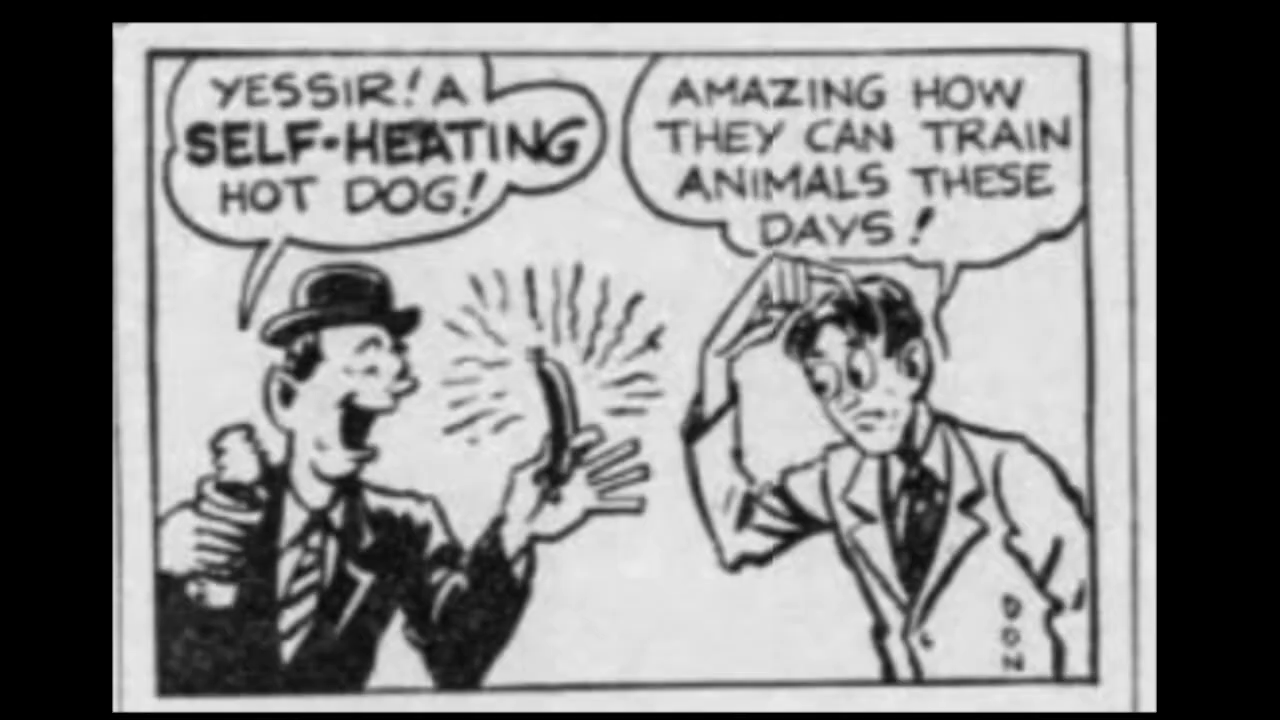 YESSIR! A
SELF-HEATING
HOT DOG!
AMAZING HOW
THEY CAN TRAIN
ANIMALS THESE
DAYS!
DON